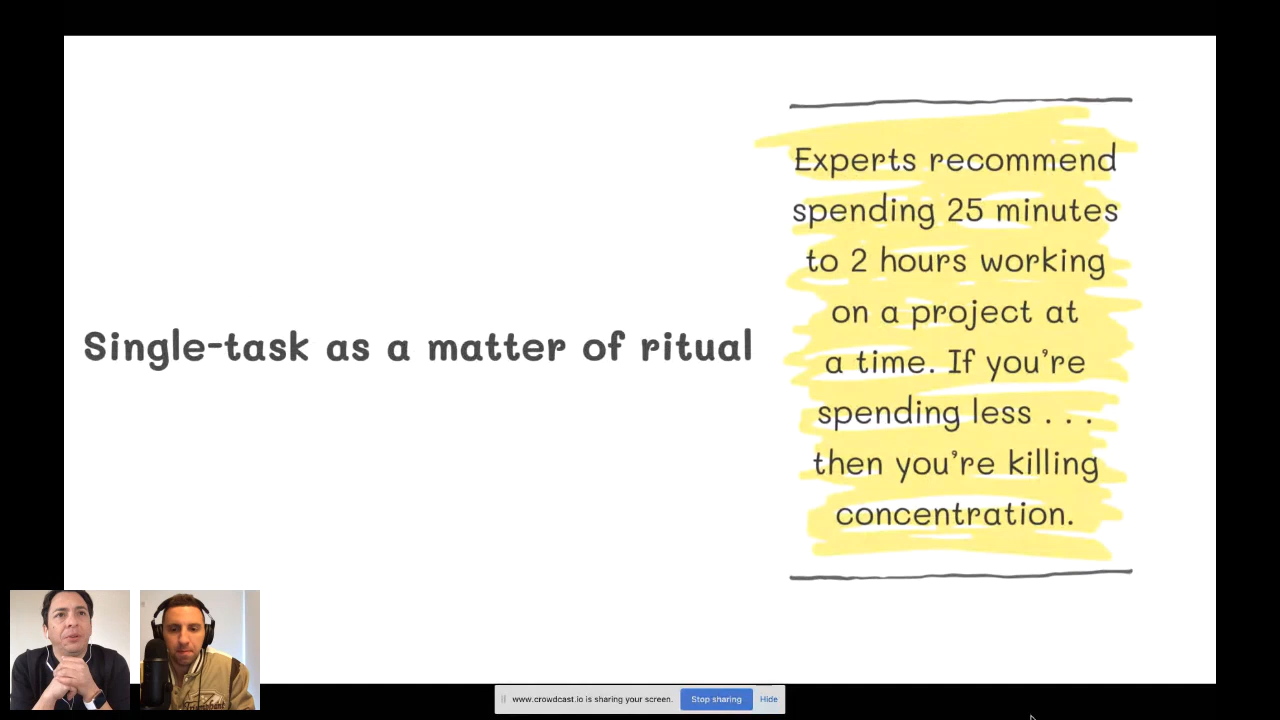 Single-task as a matter of ritual
Experts recommend
spending 25 minutes
to 2 hours working
on a project at
a time. If you’re
spending less . . .
then you’re killing
concentration.
www.crowdcast.io is sharing your screen.
Stop sharing
Hide